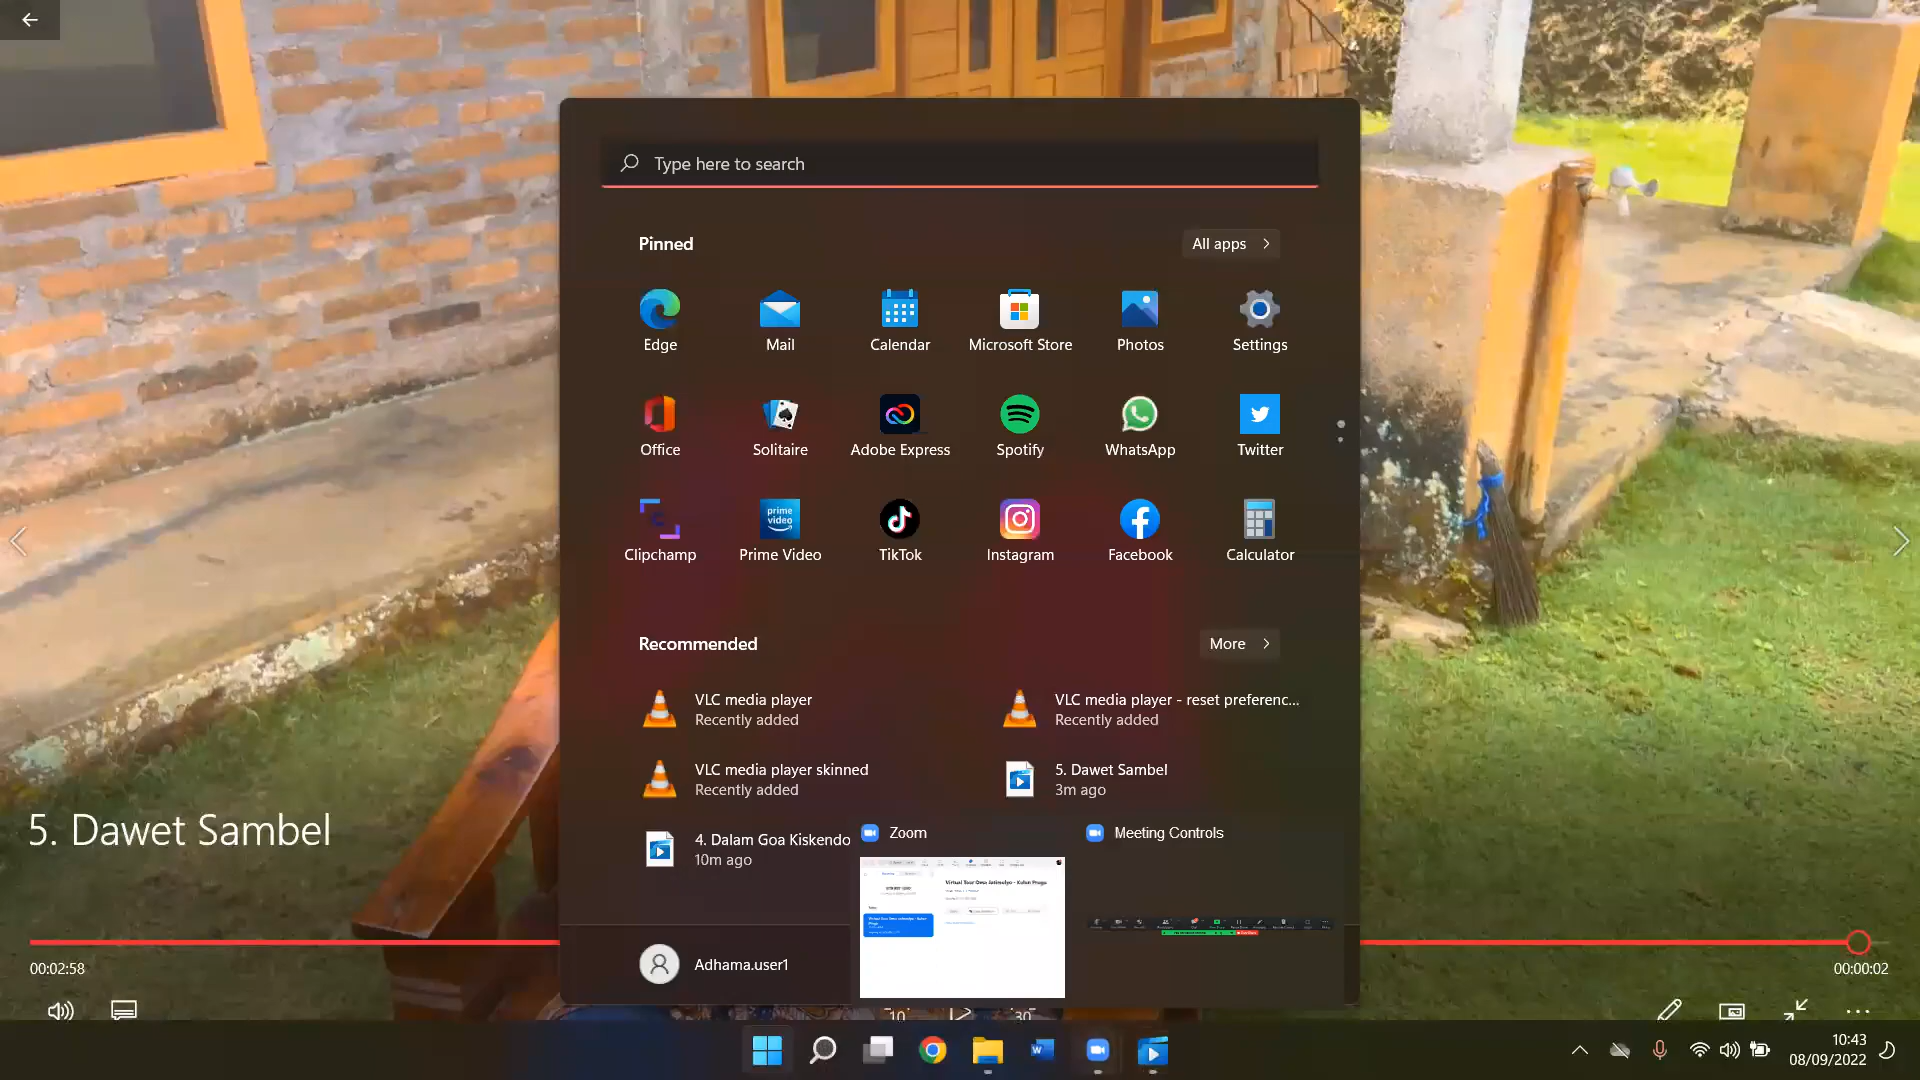 Type here to search
Pinned
All apps
Edge
Mail
Calendar
Microsoft Store
Photos
Settings
Office
Solitaire
Adobe Express
Spotify
WhatsApp
Twitter
Clipchamp
prime video
Prime Video
TikTok
Instagram
Facebook
Calculator
Recommended
More
VLC media player
Recently added
VLC media player - reset preferenc...
Recently added
VLC media player skinned
Recently added
5. Dawet Sambel
3m ago
4. Dalam Goa Kiskendo
10m ago
Zoom
Meeting Controls
5. Dawet Sambel
00:02:58
00:00:02
Adhama.user1
10
30
10:43
08/09/2022